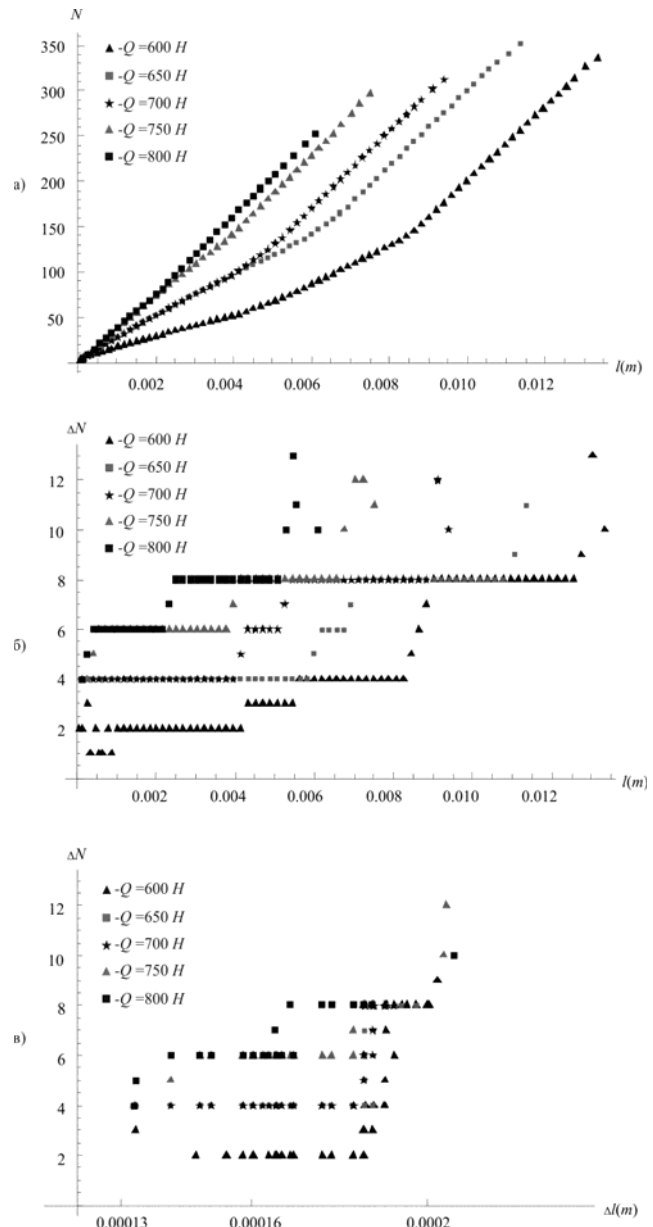 N
350
300
250
200
150
100
50
-Q =600 H
-Q =650 H
-Q =700 H
-Q =750 H
-Q =800 H
а)
0.002 0.004 0.006 0.008 0.010 0.012
l(m)
ΔN
12
10
8
6
4
2
-Q =600 H
-Q =650 H
-Q =700 H
-Q =750 H
-Q =800 H
б)
0.002 0.004 0.006 0.008 0.010 0.012
l(m)
ΔN
12
10
8
6
4
2
-Q =600 H
-Q =650 H
-Q =700 H
-Q =750 H
-Q =800 H
в)
0.00013 0.00016 0.0002
Δl(m)